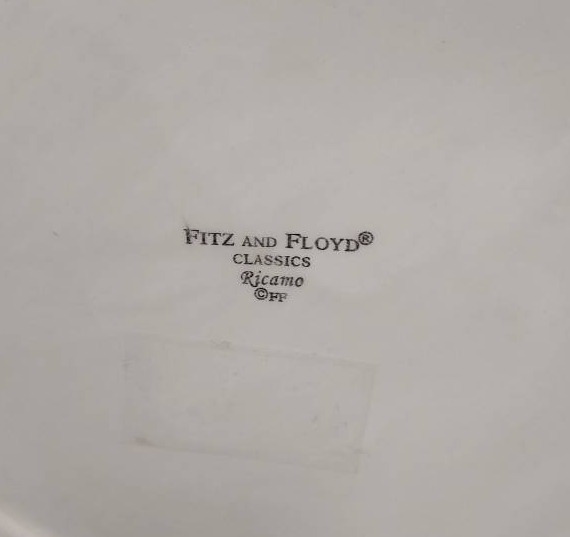 FITZ AND FLOYD®
CLASSICS
Ricamo
©FF